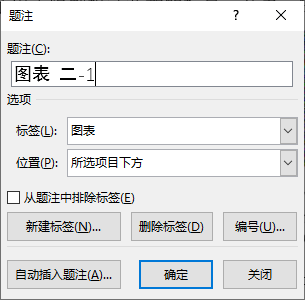 题注
?
题注(C):
图表 二-1
选项
标签(L):
图表
位置(P):
所选项目下方
从题注中排除标签(E)
新建标签(N)...
删除标签(D)
编号(U)...
自动插入题注(A)...
确定
关闭